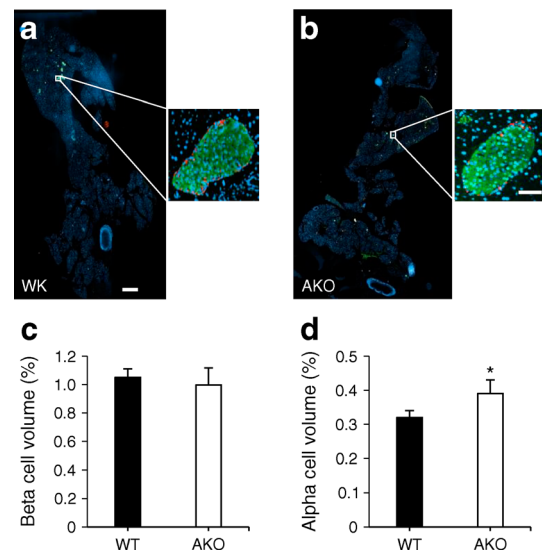 a
b
WK
AKO
c
d
Beta cell volume (%)
1.2
1.0
0.8
0.6
0.4
0.2
0
WT
AKO
Alpha cell volume (%)
0.5
0.4
0.3
0.2
0.1
0
*
WT
AKO